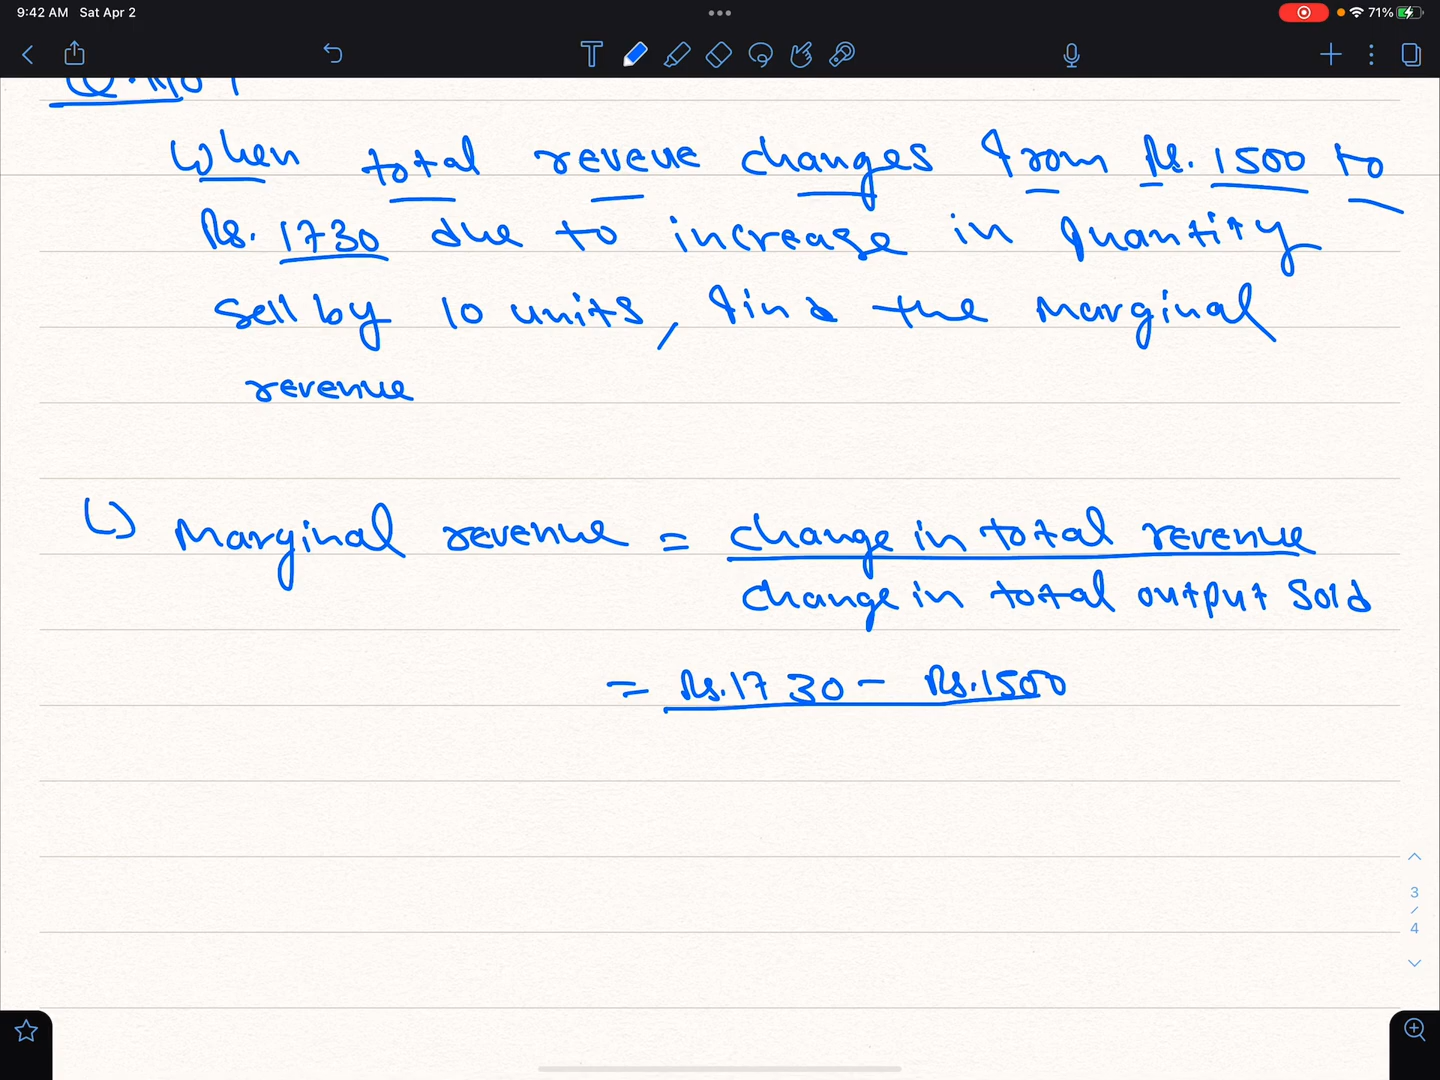 9:42 AM Sat Apr 2
71%
When total reveue changes from Rs. 1500 to
Rs. 1730 due to increase in quantity
sell by 10 units, find the marginal
revenue
Marginal revenue = change in total revenue
change in total output sold
= Rs.1730 - Rs.1500
3
/
4